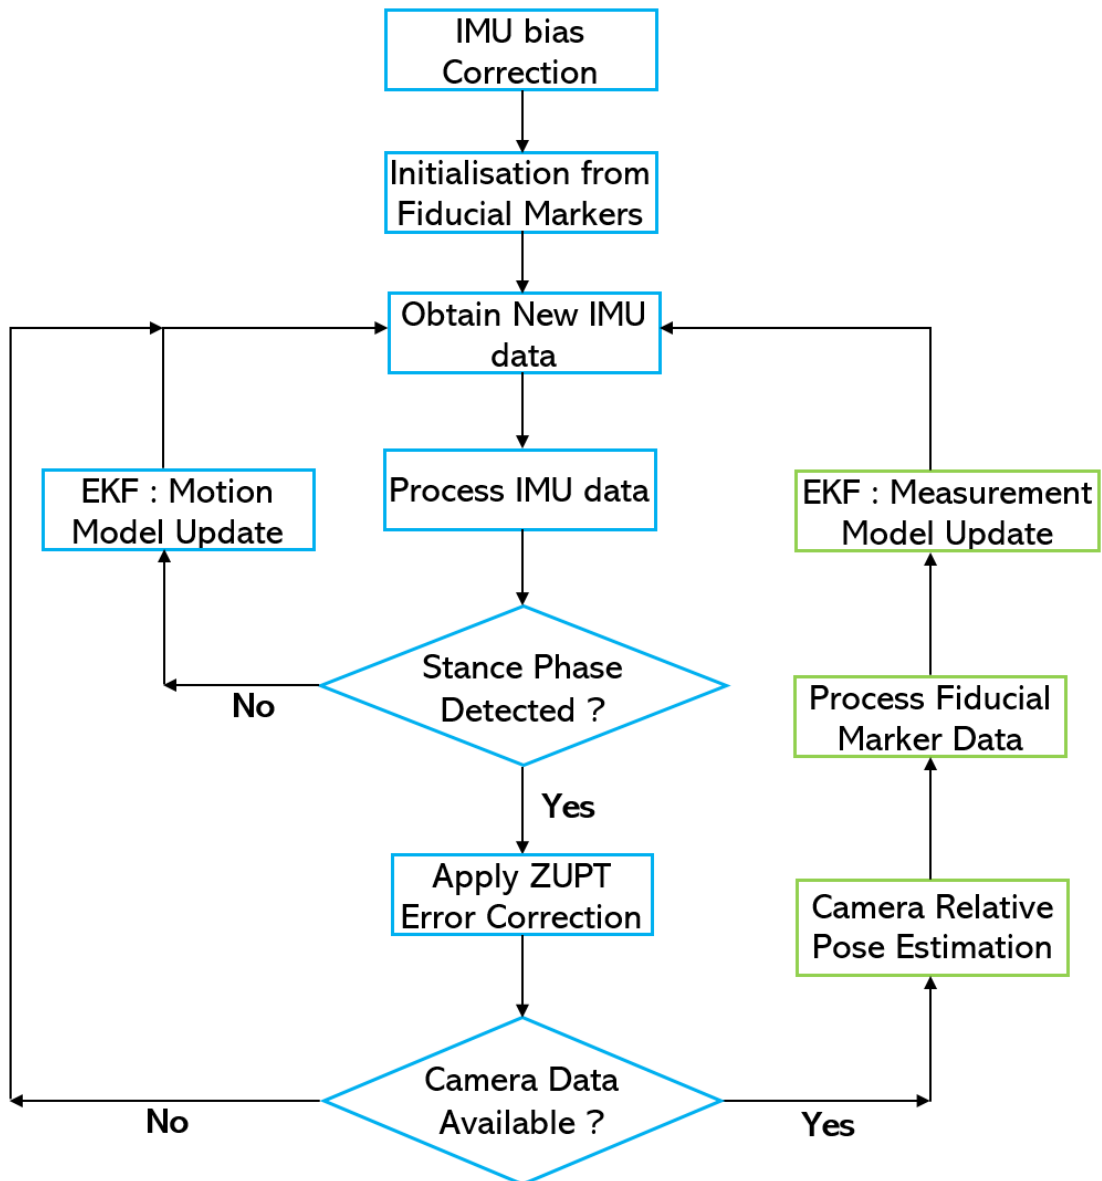 IMU bias
Correction
Initialisation from
Fiducial Markers
Obtain New IMU
data
EKF : Motion
Model Update
Process IMU data
EKF : Measurement
Model Update
Stance Phase
Detected ?
No
Process Fiducial
Marker Data
Yes
Apply ZUPT
Error Correction
Camera Relative
Pose Estimation
Camera Data
Available ?
No
Yes